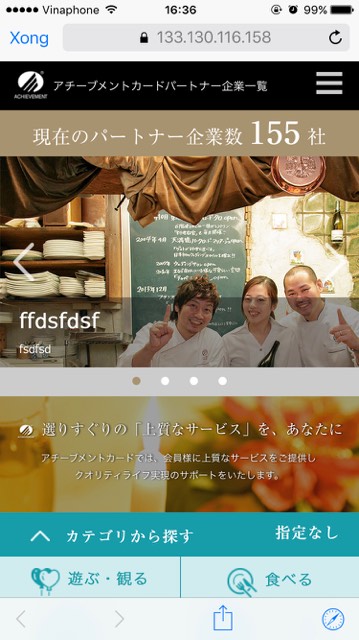 Vinaphone 16:36 99%
Xong 133.130.116.158
ACHIEVEMENT アチーブメントカードパートナー企業一覧
現在のパートナー企業数 155 社
ffdsfdsf
fsdfsd
選りすぐりの「上質なサービス」を、あなたに
アチーブメントカードでは、会員様に上質なサービスをご提供し
クオリティライフ実現のサポートをいたします。
カテゴリから探す 指定なし
遊ぶ・観る 食べる